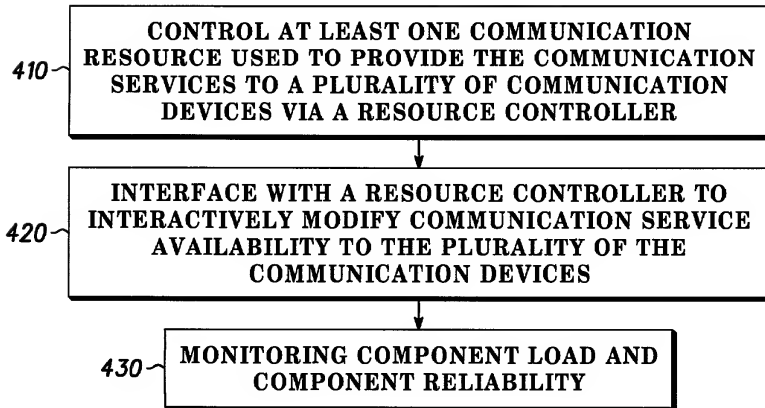 410
CONTROL AT LEAST ONE COMMUNICATION
RESOURCE USED TO PROVIDE THE COMMUNICATION
SERVICES TO A PLURALITY OF COMMUNICATION
DEVICES VIA A RESOURCE CONTROLLER
420
INTERFACE WITH A RESOURCE CONTROLLER TO
INTERACTIVELY MODIFY COMMUNICATION SERVICE
AVAILABILITY TO THE PLURALITY OF THE
COMMUNICATION DEVICES
430
MONITORING COMPONENT LOAD AND
COMPONENT RELIABILITY